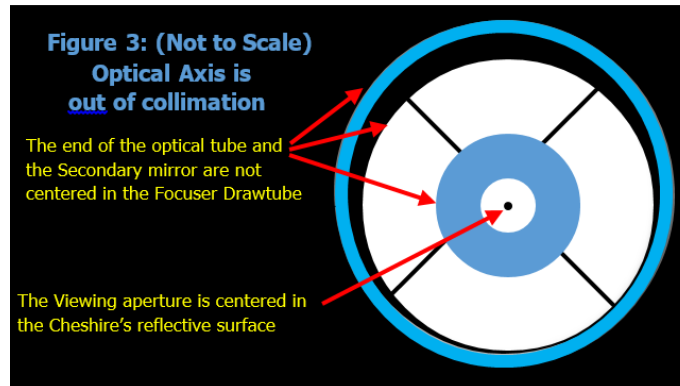 Figure 3: (Not to Scale)
Optical Axis is
out of collimation
The end of the optical tube and
the Secondary mirror are not
centered in the Focuser Drawtube
The Viewing aperture is centered in
the Cheshire's reflective surface